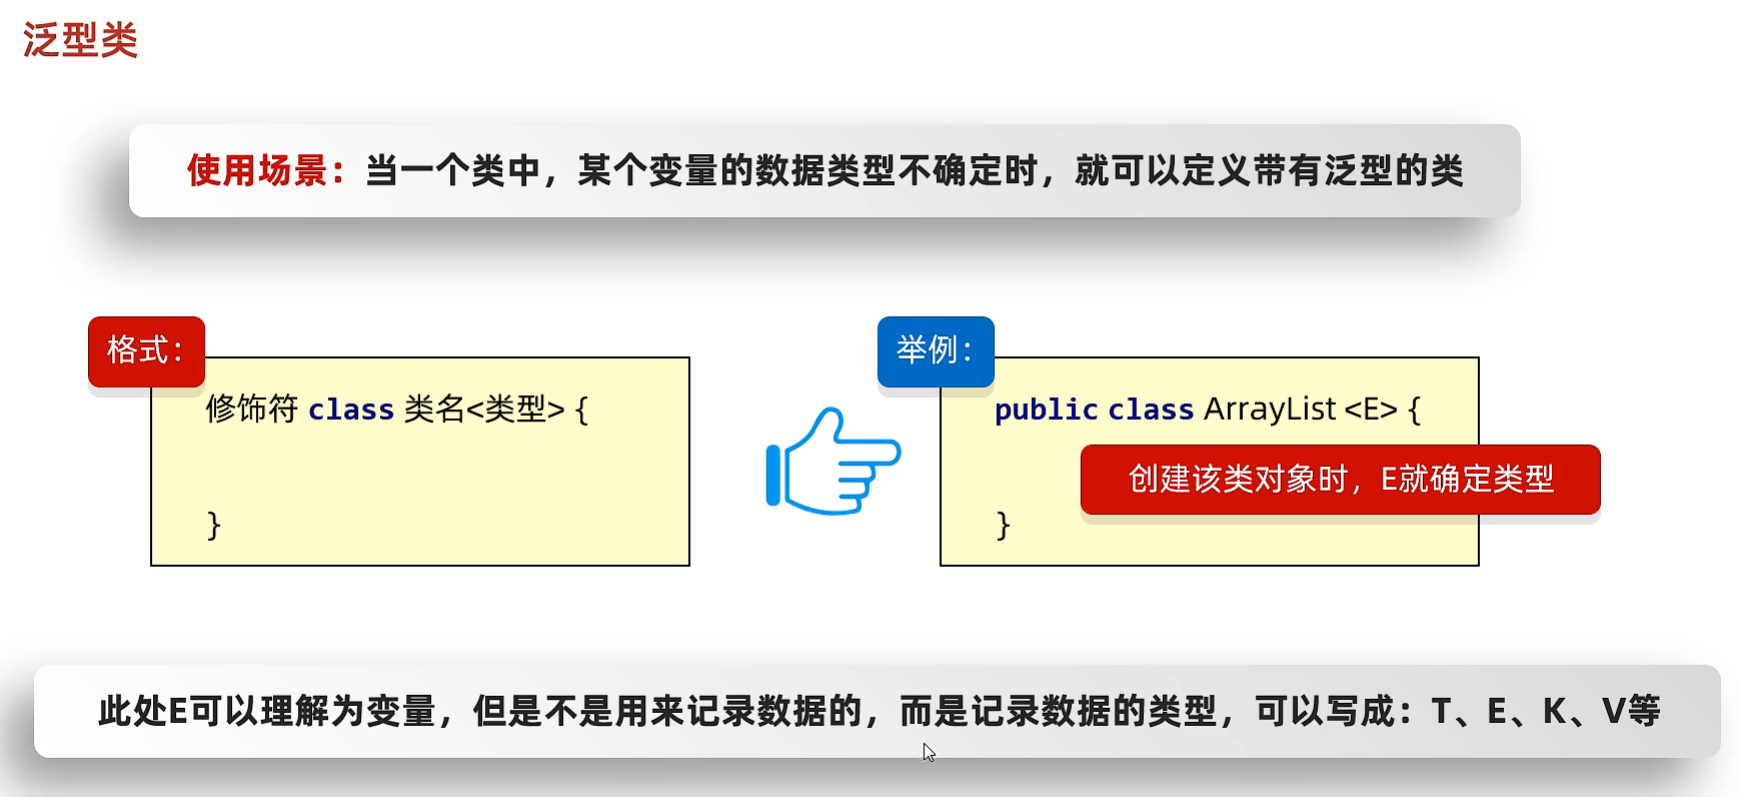 泛型类
使用场景：当一个类中，某个变量的数据类型不确定时，就可以定义带有泛型的类
格式：
修饰符 class 类名<类型> {
}
举例：
public class ArrayList <E> {
创建该类对象时，E就确定类型
}
此处E可以理解为变量，但是不是用来记录数据的，而是记录数据的类型，可以写成：T、E、K、V等